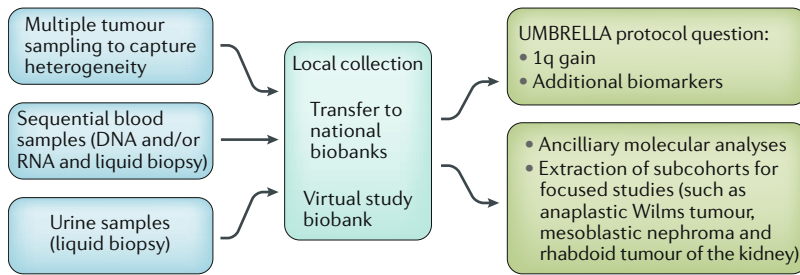 Multiple tumour
sampling to capture
heterogeneity
Sequential blood
samples (DNA and/or
RNA and liquid biopsy)
Urine samples
(liquid biopsy)
Local collection
Transfer to
national
biobanks
Virtual study
biobank
UMBRELLA protocol question:
• 1q gain
• Additional biomarkers
• Ancilliary molecular analyses
• Extraction of subcohorts for
focused studies (such as
anaplastic Wilms tumour,
mesoblastic nephroma and
rhabdoid tumour of the kidney)